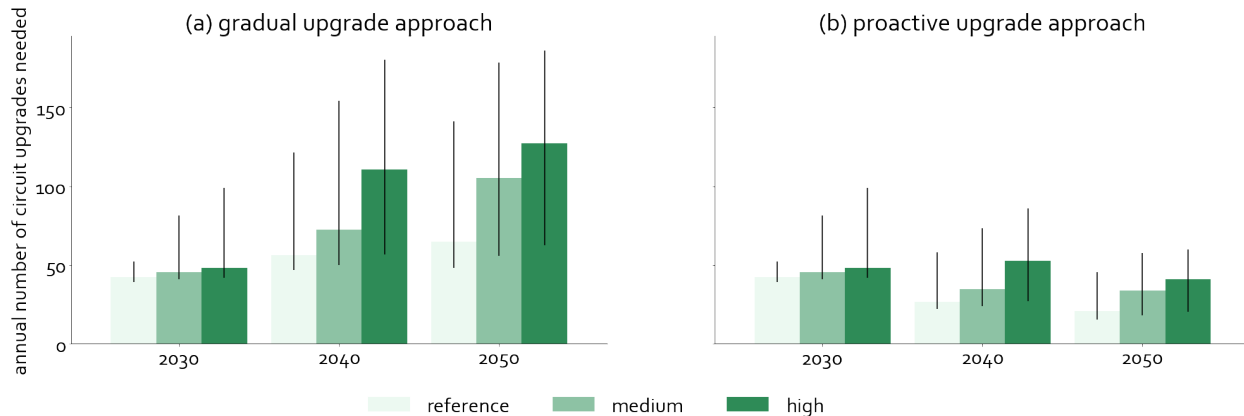 (a) gradual upgrade approach
annual number of circuit upgrades needed
150
100
50
0
2030 2040 2050
(b) proactive upgrade approach
2030 2040 2050
reference medium high